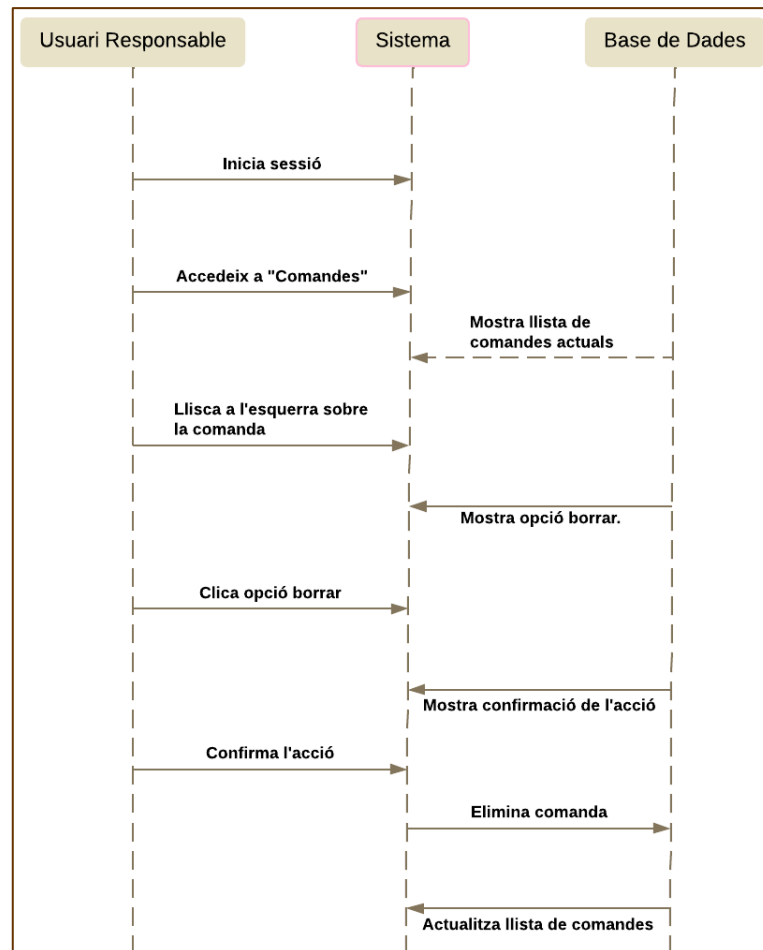 Usuari Responsable
Sistema
Base de Dades
Inicia sessió
Accedeix a "Comandes"
Mostra llista de
comandes actuals
Llisca a l'esquerra sobre
la comanda
Mostra opció borrar.
Clica opció borrar
Mostra confirmació de l'acció
Confirma l'acció
Elimina comanda
Actualitza llista de comandes